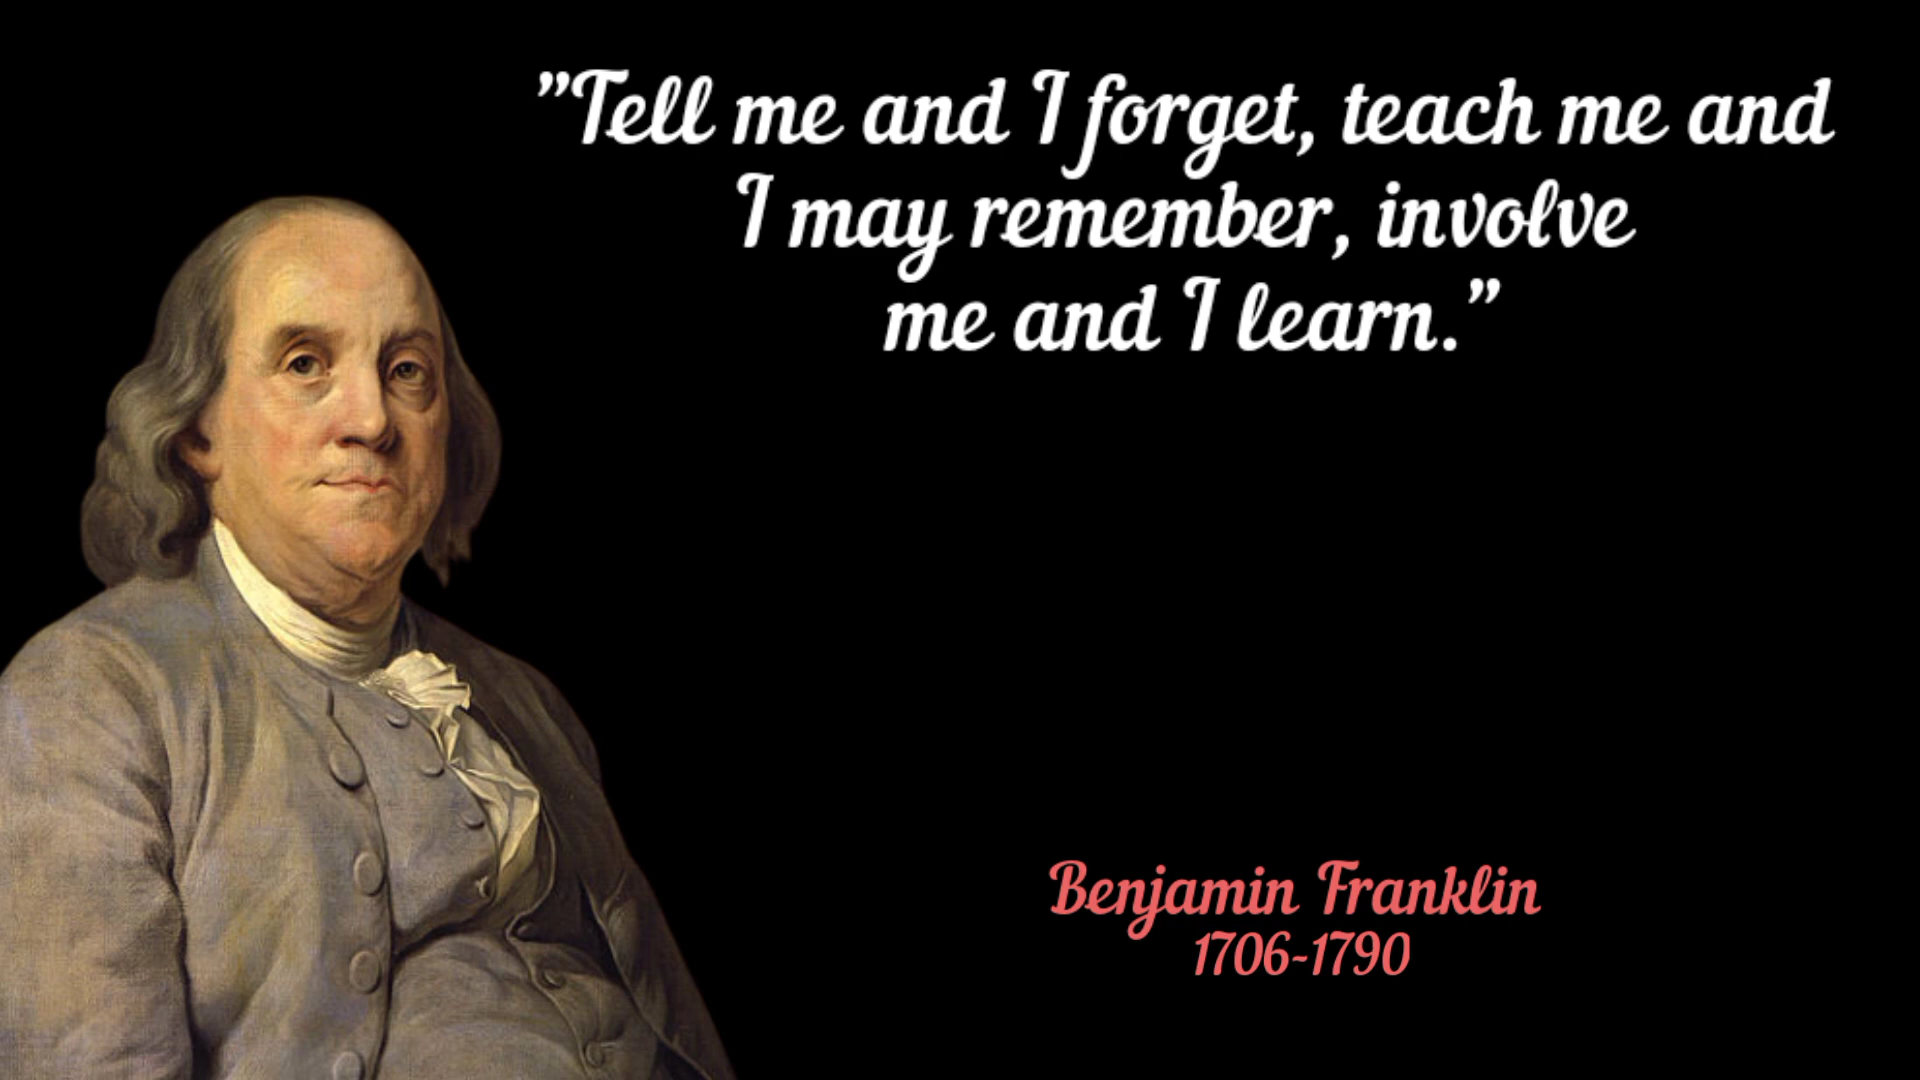 ”Tell me and I forget, teach me and
I may remember, involve
me and I learn.”
Benjamin Franklin
1706-1790